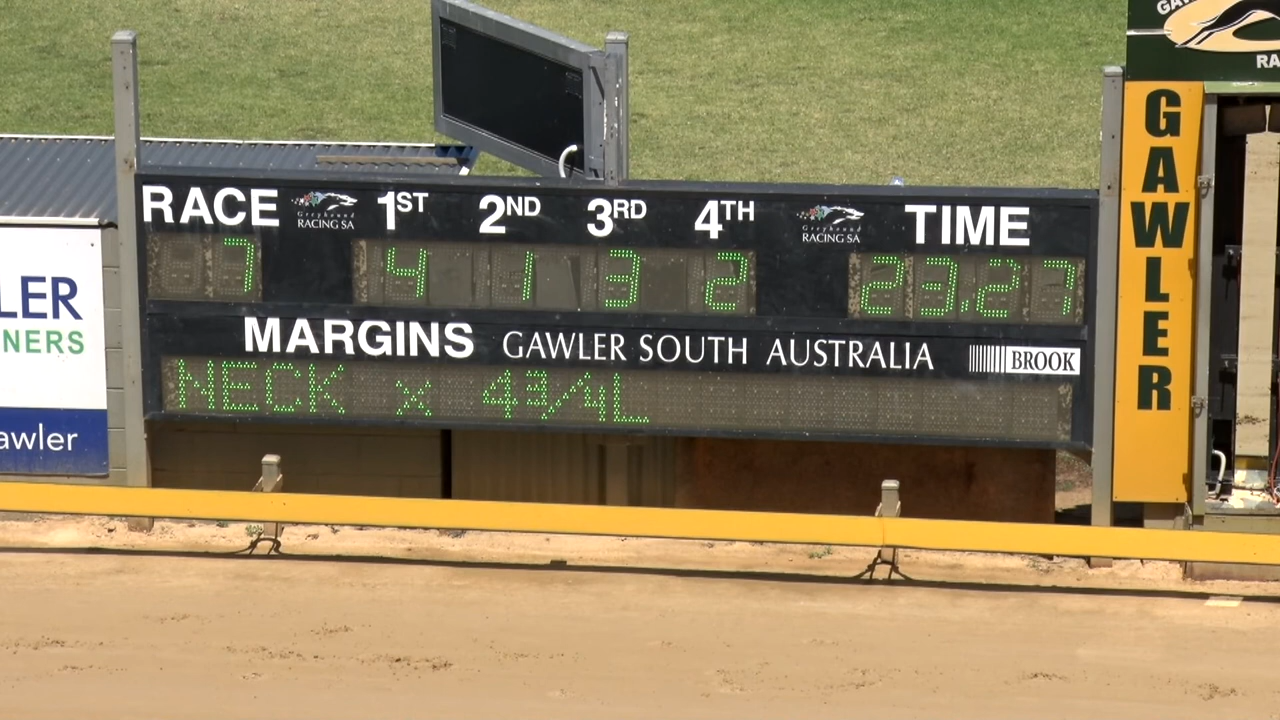 RACE 1ST 2ND 3RD 4TH TIME
Greyhound RACING SA
Greyhound RACING SA
7 4 1 3 2 23.27
MARGINS GAWLER SOUTH AUSTRALIA BROOK
NECK x 4 3/4L
GAWLER
RA
LER
NERS
awler